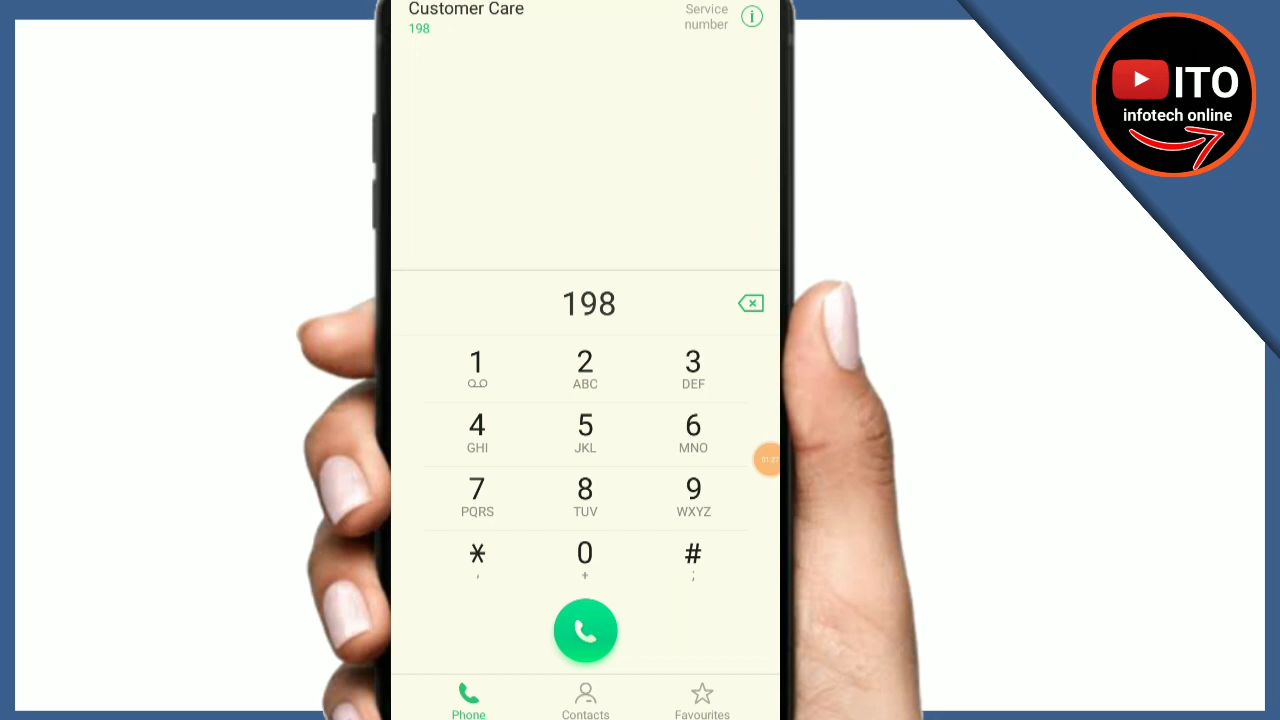 Customer Care
198
Service
number
ITO
infotech online
198
1
2
ABC
3
DEF
4
GHI
5
JKL
6
MNO
7
PQRS
8
TUV
9
WXYZ
*
,
0
+
#
;
Phone
Contacts
Favourites